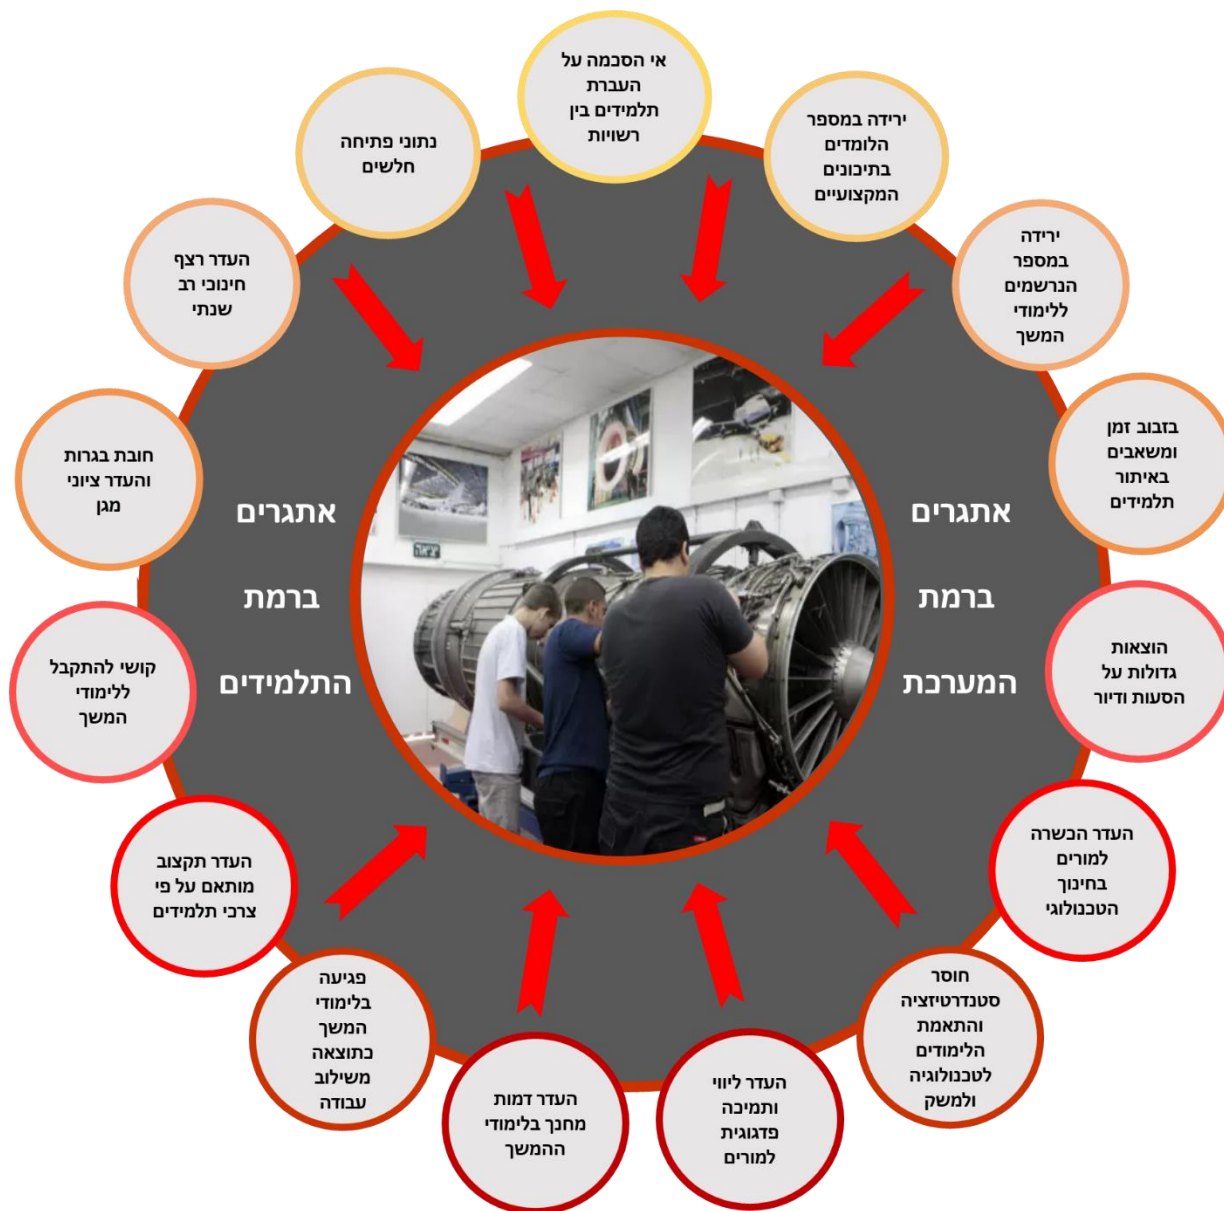 אי הסכמה על
העברת
תלמידים בין
רשויות
ירידה במספר
הלומדים
בתיכונים
המקצועיים
ירידה
במספר
הנרשמים
ללימודי
המשך
בזבוב זמן
ומשאבים
באיתור
תלמידים
הוצאות
גדולות על
הסעות ודיור
העדר הכשרה
למורים
בחינוך
הטכנולוגי
חוסר
סטנדרטיזציה
והתאמת
הלימודים
לטכנולוגיה
ולמשק
העדר ליווי
ותמיכה
פדגוגית
למורים
אתגרים
ברמת
המערכת
נתוני פתיחה
חלשים
העדר רצף
חינוכי רב
שנתי
חובת בגרות
והעדר ציוני
מגן
קושי להתקבל
ללימודי
המשך
העדר תקצוב
מותאם על פי
צרכי תלמידים
פגיעה
בלימודי
המשך
כתוצאה
משילוב
עבודה
העדר דמות
מחנך בלימודי
ההמשך
אתגרים
ברמת
התלמידים
יציאה